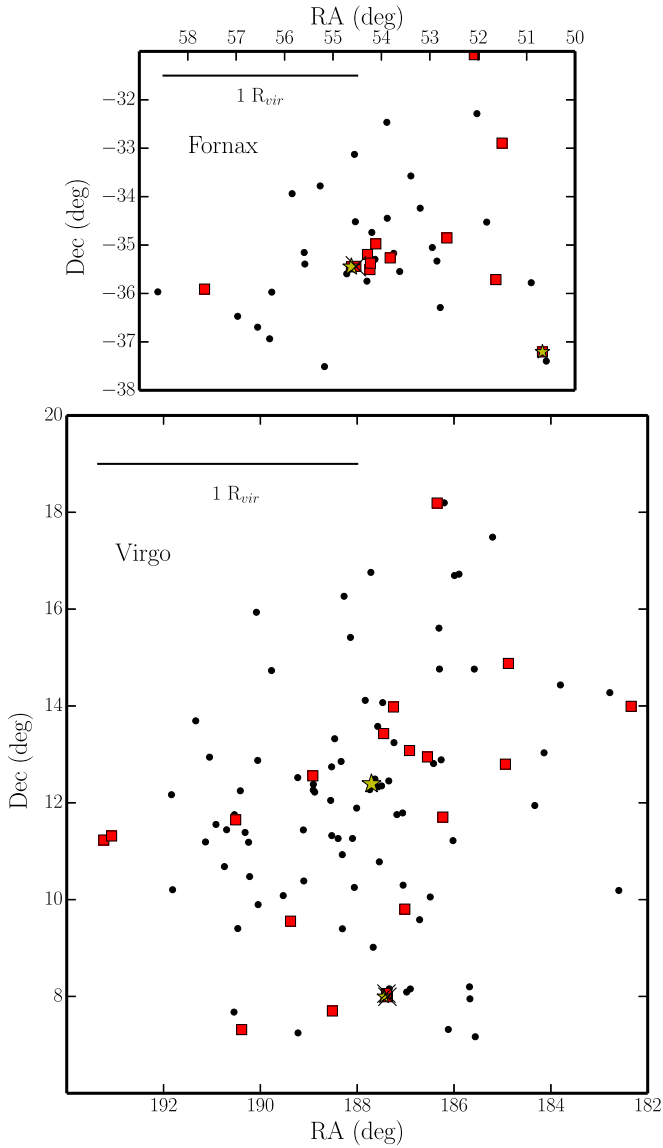 RA (deg)
58 57 56 55 54 53 52 51 50
1 R_vir
Fornax
Dec (deg)
−32
−33
−34
−35
−36
−37
−38
20
1 R_vir
18
Virgo
16
14
Dec (deg)
12
10
8
192 190 188 186 184 182
RA (deg)